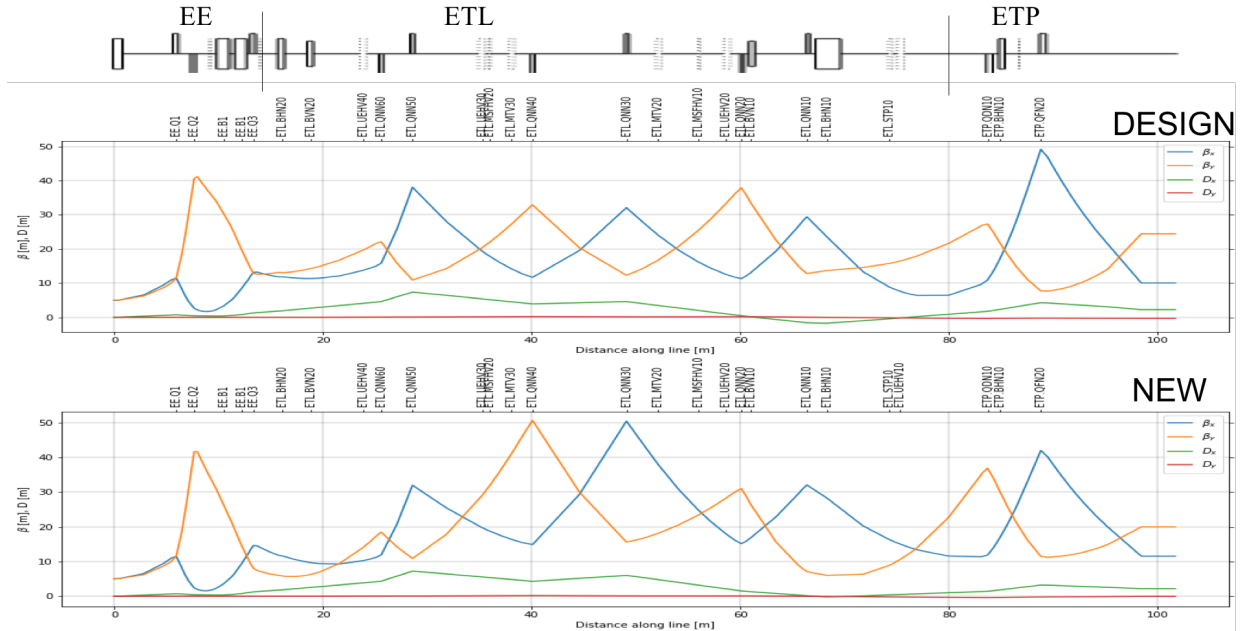 EE ETL ETP
EE.Q1 EE.Q2 EE.B1 EE.B1 EE.Q3 ETL.BHN20 ETL.BVN20 ETL.UEHV40 ETL.QNN60 ETL.QNN50 ETL.UEHV30 ETL.MSFHV20 ETL.MTV30 ETL.QNN40 ETL.QNN30 ETL.MTV20 ETL.MSFHV10 ETL.UEHV20 ETL.QNN20 ETL.BVN10 ETL.QNN10 ETL.BHN10 ETL.STP10 ETP.QDN10 ETP.BHN10 ETP.QFN20
DESIGN
50
40
30
20
10
0
β [m], D [m]
βx
βy
Dx
Dy
0 20 40 60 80 100
Distance along line [m]
EE.Q1 EE.Q2 EE.B1 EE.B1 EE.Q3 ETL.BHN20 ETL.BVN20 ETL.UEHV40 ETL.QNN60 ETL.QNN50 ETL.UEHV30 ETL.MSFHV20 ETL.MTV30 ETL.QNN40 ETL.QNN30 ETL.MTV20 ETL.MSFHV10 ETL.UEHV20 ETL.QNN20 ETL.BVN10 ETL.QNN10 ETL.BHN10 ETL.STP10 ETL.UEHV10 ETP.QDN10 ETP.BHN10 ETP.QFN20
NEW
50
40
30
20
10
0
β [m], D [m]
βx
βy
Dx
Dy
0 20 40 60 80 100
Distance along line [m]